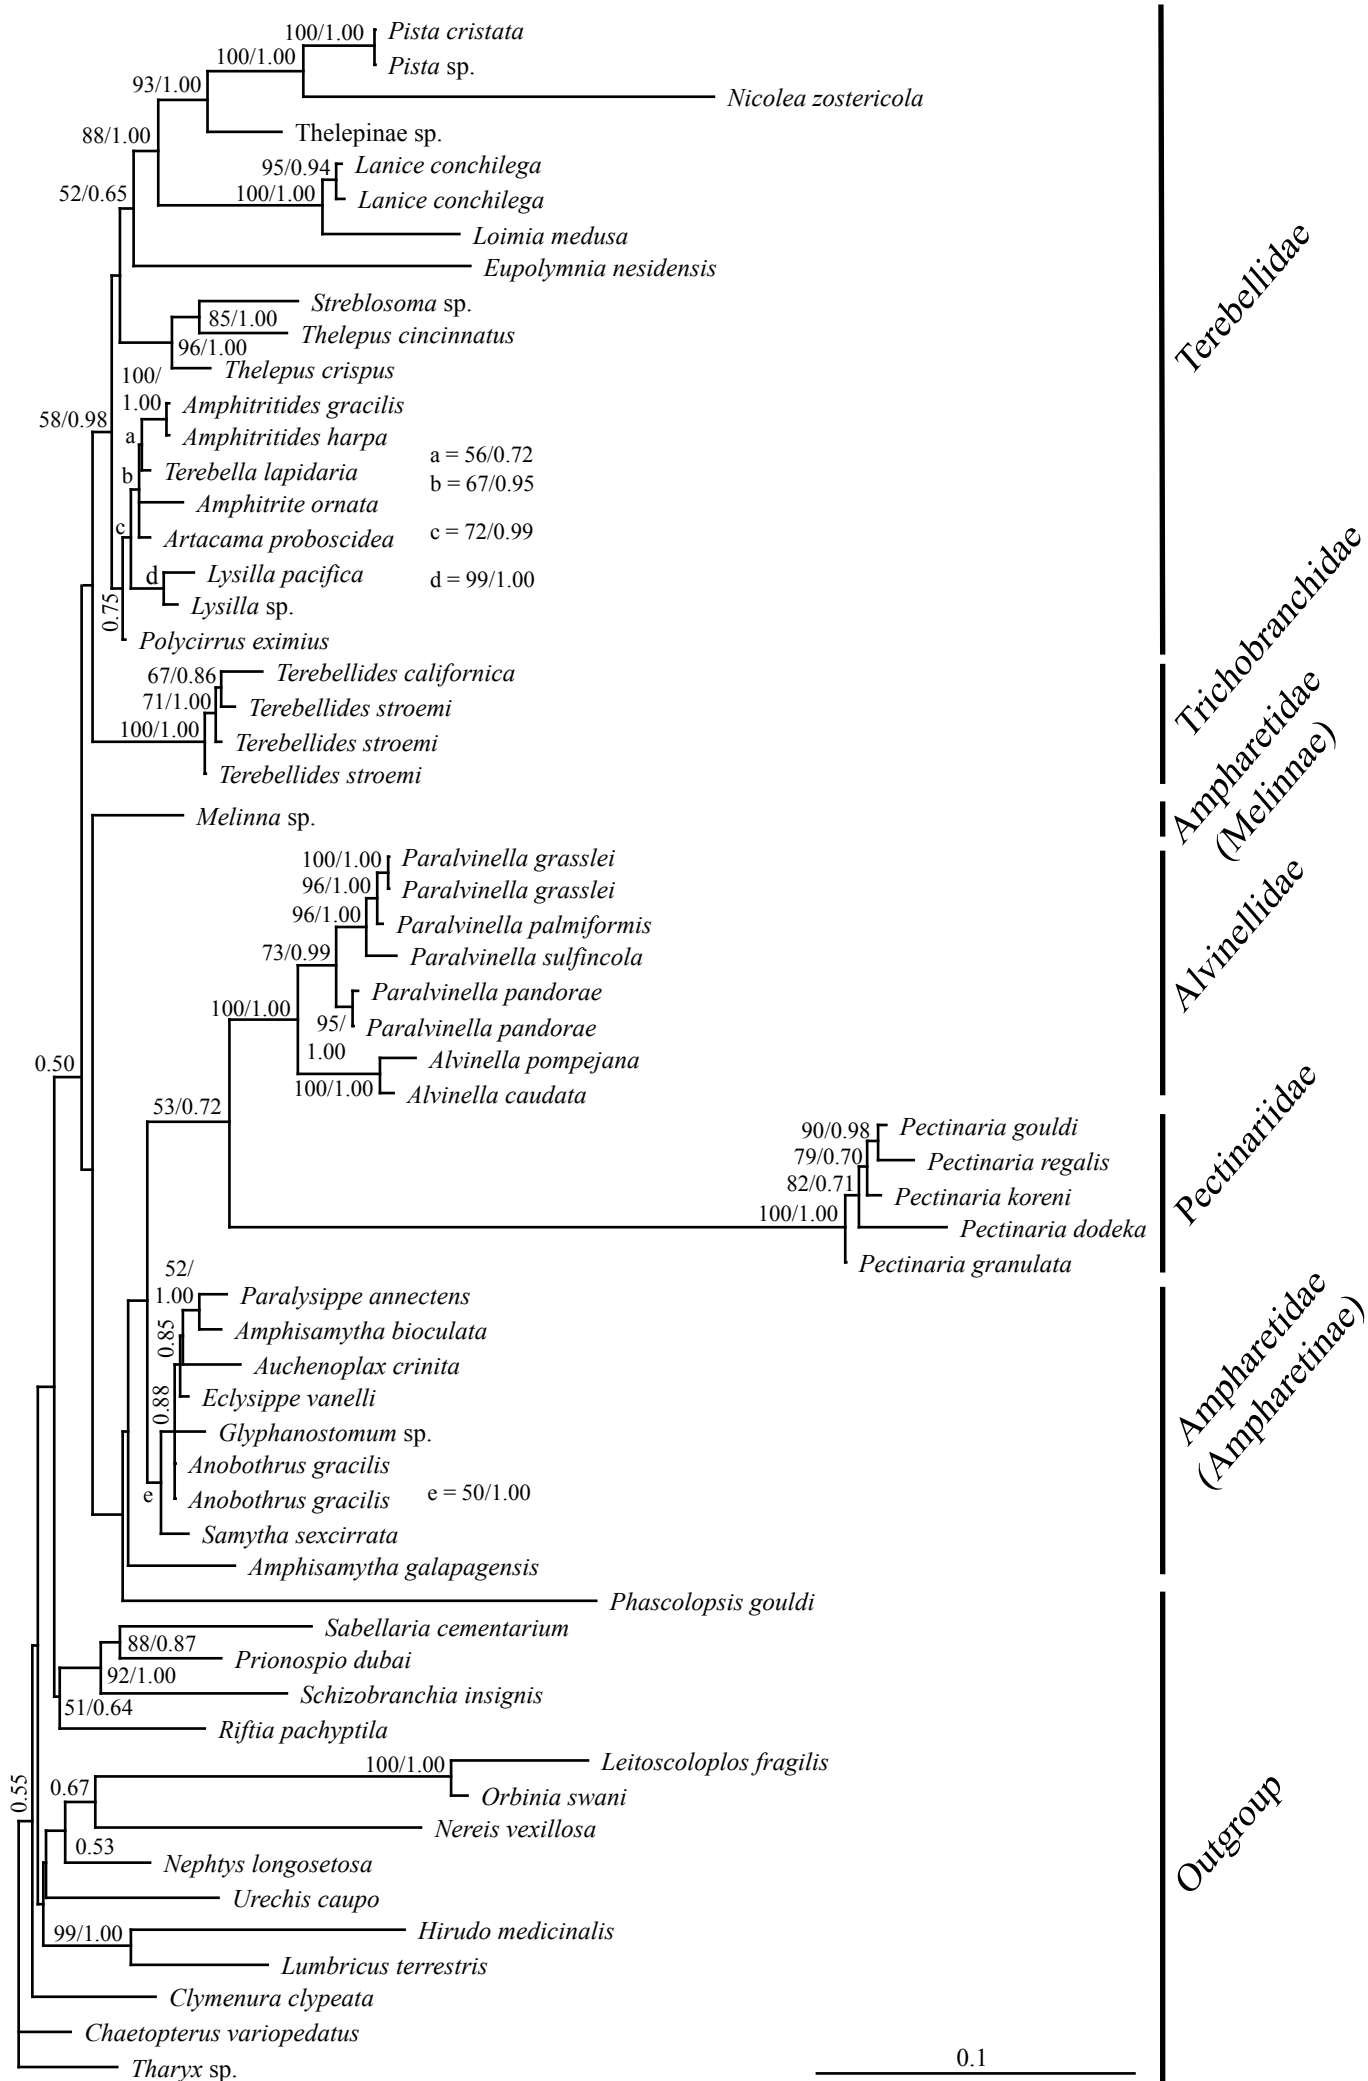 100/1.00
Pista cristata
100/1.00
Pista sp.
93/1.00
Nicolea zostericola
88/1.00
Thelepinae sp.
95/0.94
Lanice conchilega
52/0.65
100/1.00
Lanice conchilega
Loimia medusa
Eupolymnia nesidensis
Streblosoma sp.
85/1.00
Thelepus cincinnatus
96/1.00
Thelepus crispus
100/
1.00
Amphitritides gracilis
58/0.98
a
Amphitritides harpa
a = 56/0.72
Terebella lapidaria
b
b = 67/0.95
Amphitrite ornata
c
Artacama proboscidea
c = 72/0.99
d
Lysilla pacifica
d = 99/1.00
Lysilla sp.
0.75
Polycirrus eximius
Terebellidae
67/0.86
Terebellides californica
71/1.00
Terebellides stroemi
100/1.00
Terebellides stroemi
Terebellides stroemi
Trichobranchidae
Melinna sp.
Ampharetidae
(Melinnae)
100/1.00
Paralvinella grasslei
96/1.00
Paralvinella grasslei
96/1.00
Paralvinella palmiformis
73/0.99
Paralvinella sulfincola
Paralvinella pandorae
100/1.00
95/
1.00
Paralvinella pandorae
Alvinella pompejana
100/1.00
Alvinella caudata
Alvinellidae
0.50
53/0.72
90/0.98
Pectinaria gouldi
79/0.70
Pectinaria regalis
82/0.71
Pectinaria koreni
100/1.00
Pectinaria dodeka
Pectinaria granulata
Pectinariidae
52/
1.00
Paralysippe annectens
0.85
Amphisamytha bioculata
Auchenoplax crinita
0.88
Eclysippe vanelli
Glyphanostomum sp.
Anobothrus gracilis
e
Anobothrus gracilis
e = 50/1.00
Samytha sexcirrata
Amphisamytha galapagensis
Ampharetidae
(Ampharetinae)
Phascolopsis gouldi
Sabellaria cementarium
88/0.87
Prionospio dubai
92/1.00
Schizobranchia insignis
51/0.64
Riftia pachyptila
100/1.00
Leitoscoloplos fragilis
0.67
Orbinia swani
0.55
Nereis vexillosa
0.53
Nephtys longosetosa
Urechis caupo
99/1.00
Hirudo medicinalis
Lumbricus terrestris
Clymenura clypeata
Chaetopterus variopedatus
Tharyx sp.
Outgroup
0.1